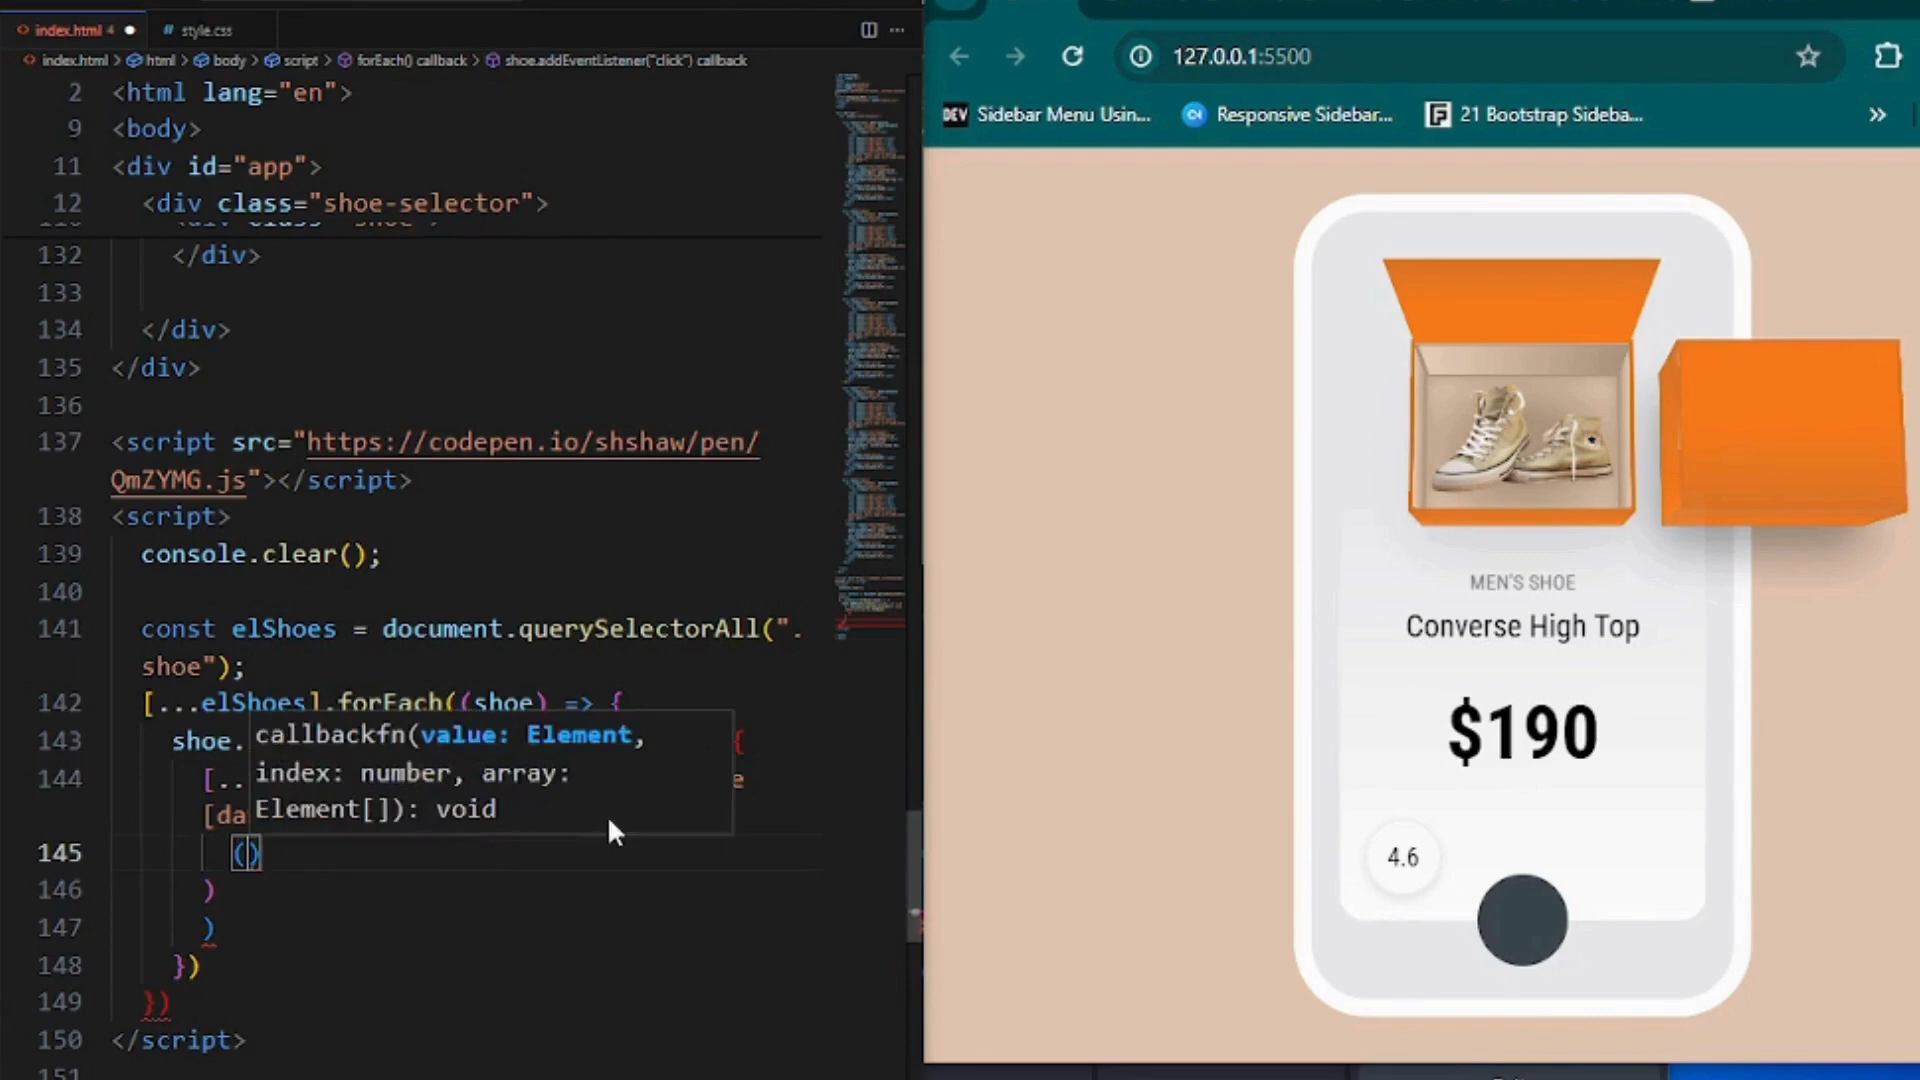 index.html 4
style.css
index.html > html > body > script > forEach() callback > shoe.addEventListener("click") callback
2 <html lang="en">
9 <body>
11 <div id="app">
12 <div class="shoe-selector">
132 </div>
133
134 </div>
135 </div>
136
137 <script src="https://codepen.io/shshaw/pen/
QmZYMG.js"></script>
138 <script>
139 console.clear();
140
141 const elShoes = document.querySelectorAll(".
shoe");
142 [...elShoes].forEach((shoe) => {
143 shoe. {
144 [.. e
[da
callbackfn(value: Element,
index: number, array:
Element[]): void
145 ()
146 )
147 )
148 })
149 })
150 </script>
151
127.0.0.1:5500
DEV Sidebar Menu Usin...
Responsive Sidebar...
21 Bootstrap Sideba...
MEN'S SHOE
Converse High Top
$190
4.6